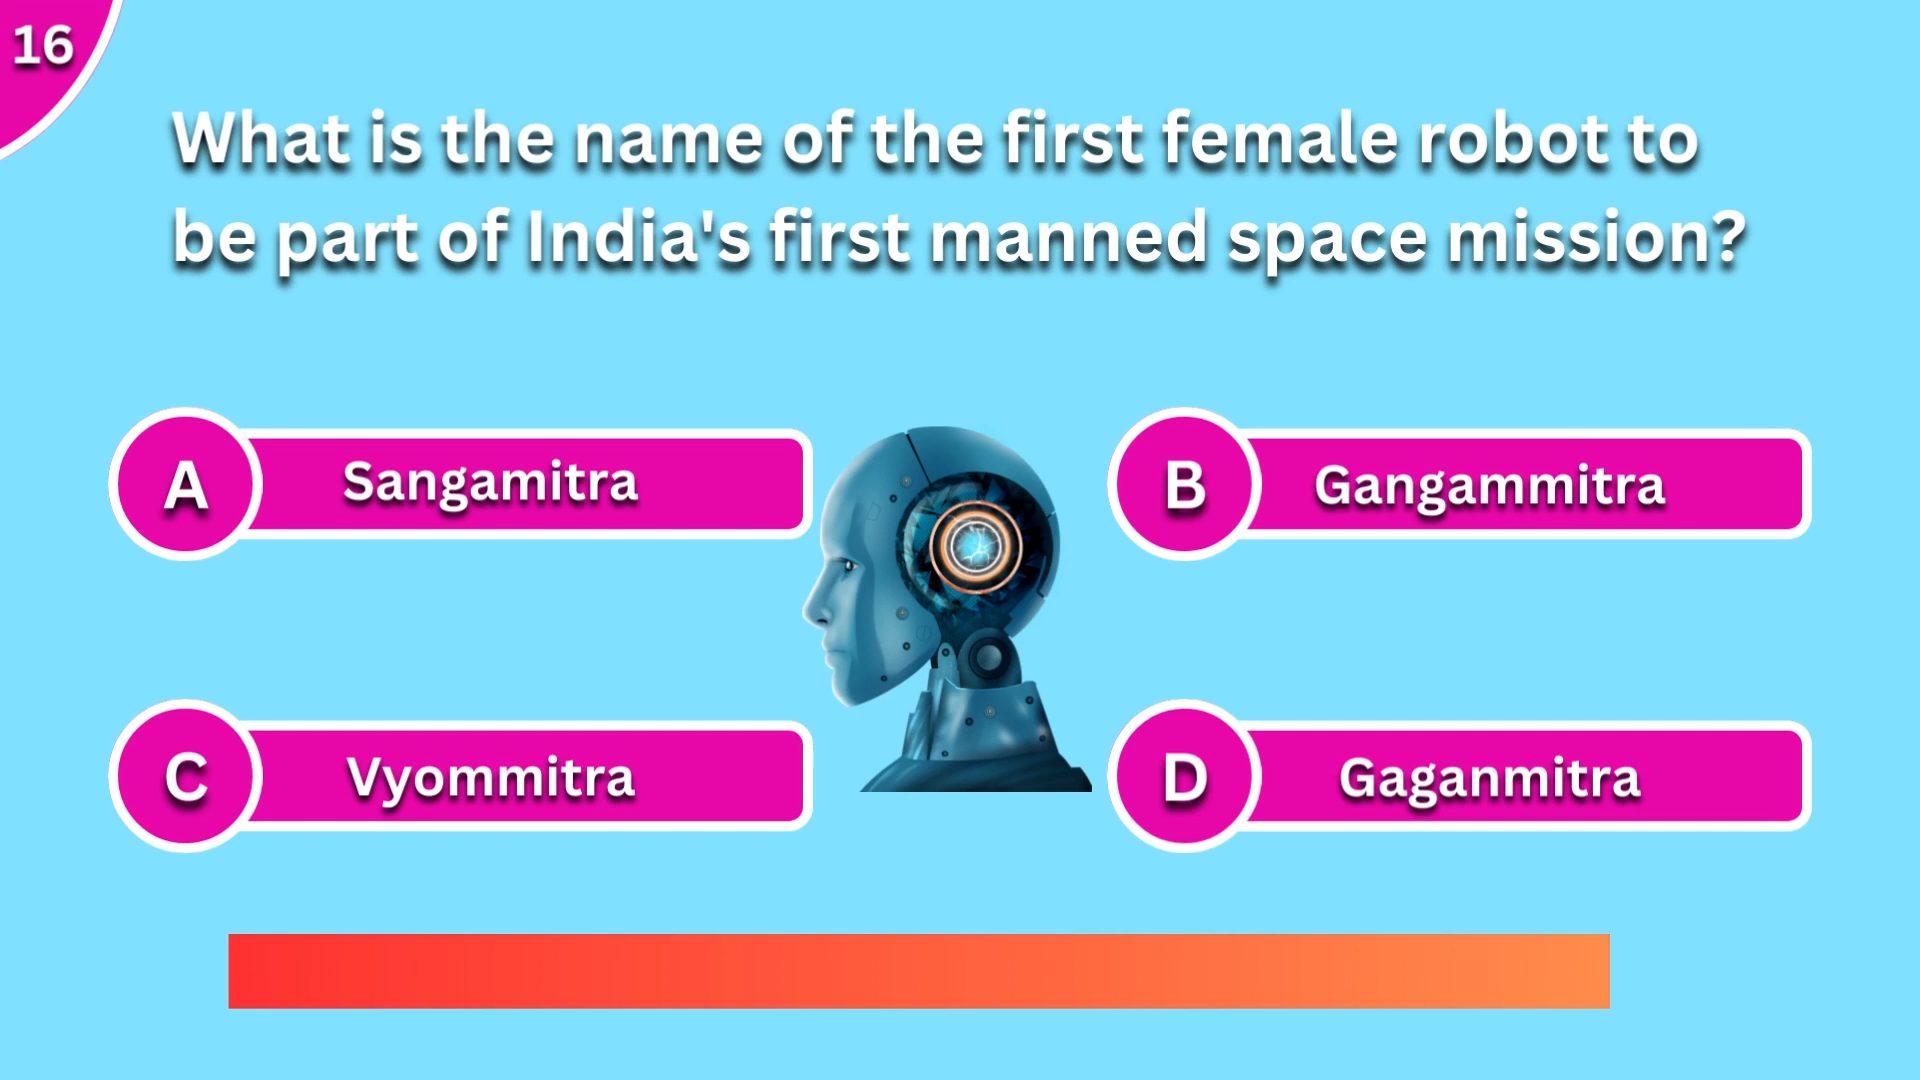 16
What is the name of the first female robot to
be part of India's first manned space mission?
A Sangamitra
B Gangammitra
C Vyommitra
D Gaganmitra